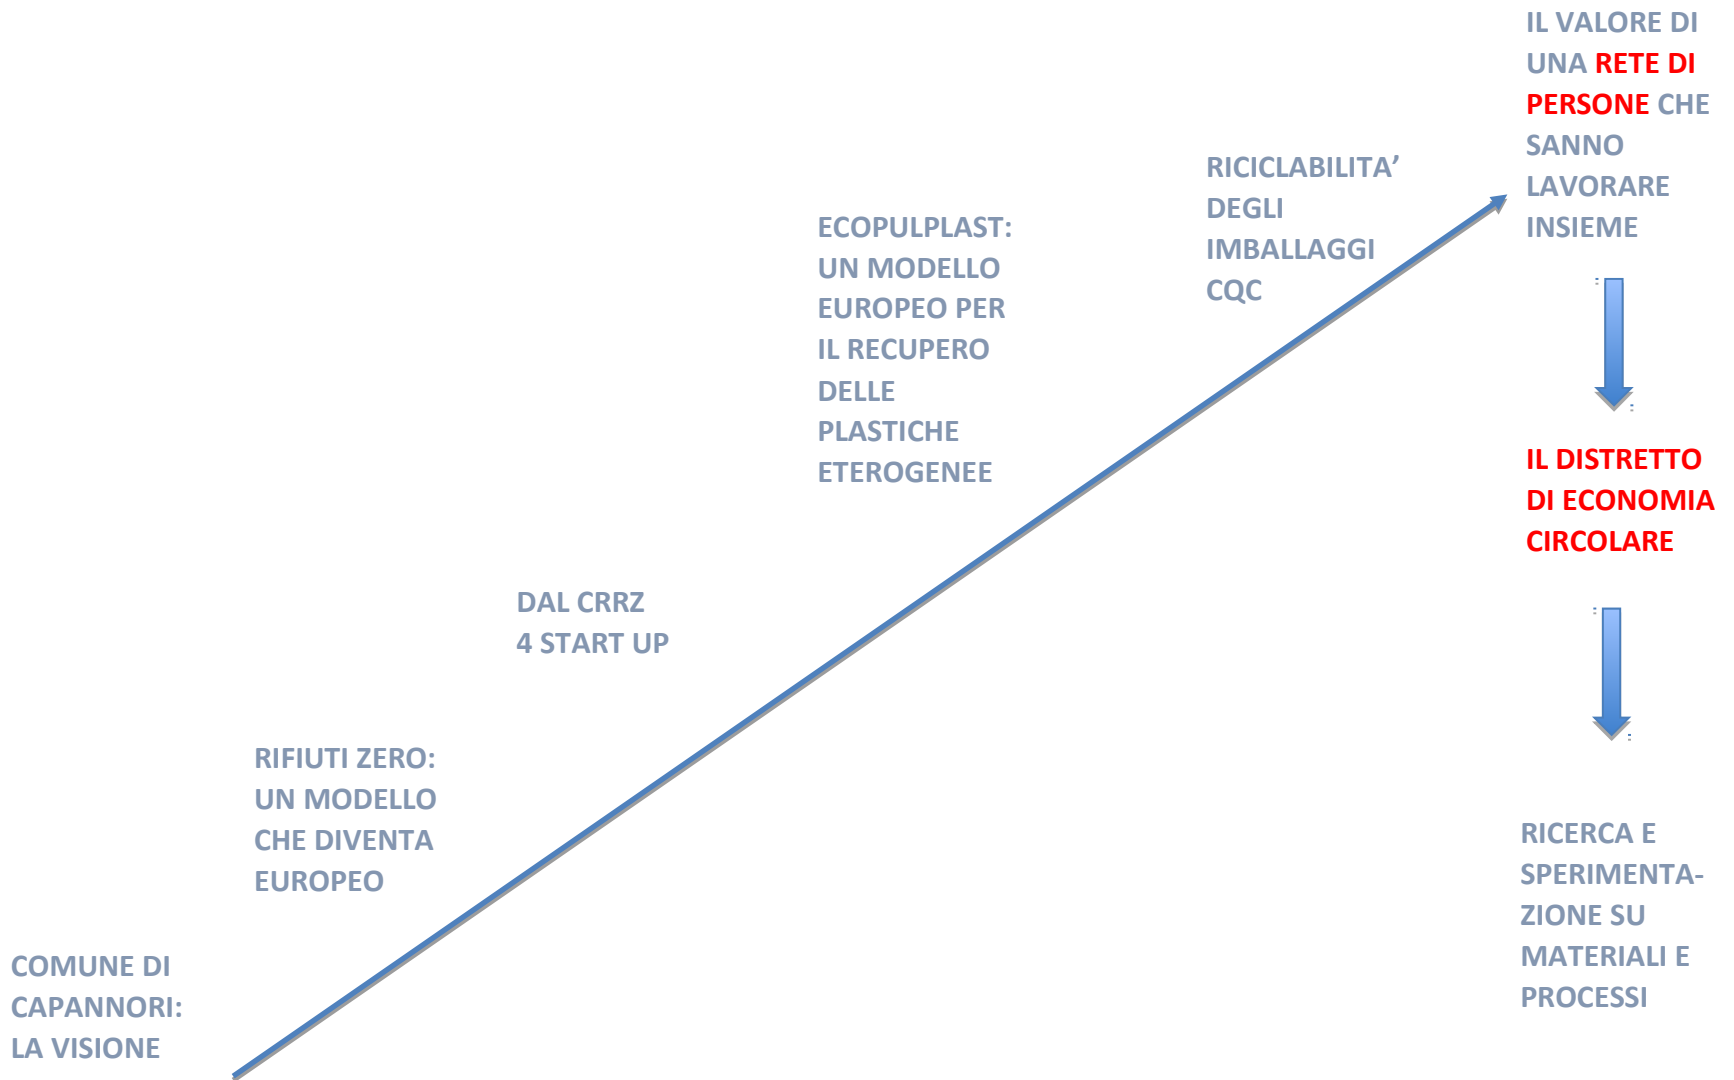 COMUNE DI
CAPANNORI:
LA VISIONE
RIFIUTI ZERO:
UN MODELLO
CHE DIVENTA
EUROPEO
DAL CRRZ
4 START UP
ECOPULPLAST:
UN MODELLO
EUROPEO PER
IL RECUPERO
DELLE
PLASTICHE
ETEROGENEE
RICICLABILITA’
DEGLI
IMBALLAGGI
CQC
IL VALORE DI
UNA RETE DI
PERSONE CHE
SANNO
LAVORARE
INSIEME
IL DISTRETTO
DI ECONOMIA
CIRCOLARE
RICERCA E
SPERIMENTA-
ZIONE SU
MATERIALI E
PROCESSI